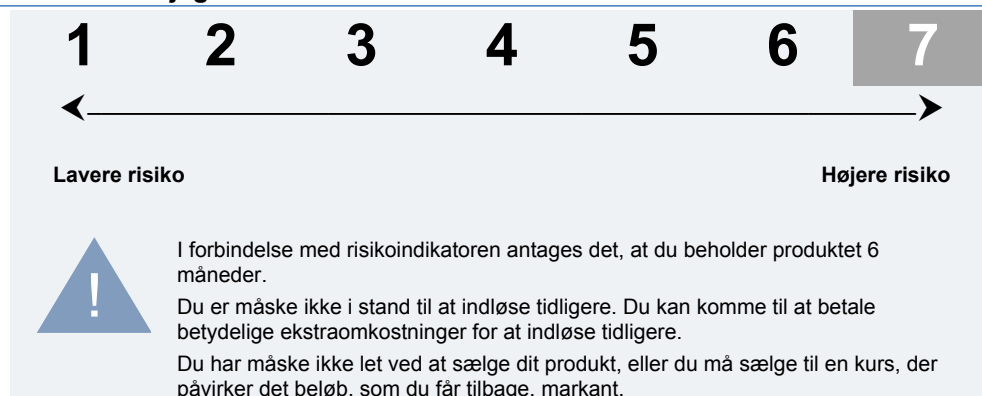 1 2 3 4 5 6 7
Lavere risiko Højere risiko
!
I forbindelse med risikoindikatoren antages det, at du beholder produktet 6
måneder.
Du er måske ikke i stand til at indløse tidligere. Du kan komme til at betale
betydelige ekstraomkostninger for at indløse tidligere.
Du har måske ikke let ved at sælge dit produkt, eller du må sælge til en kurs, der
påvirker det beløb, som du får tilbage, markant.